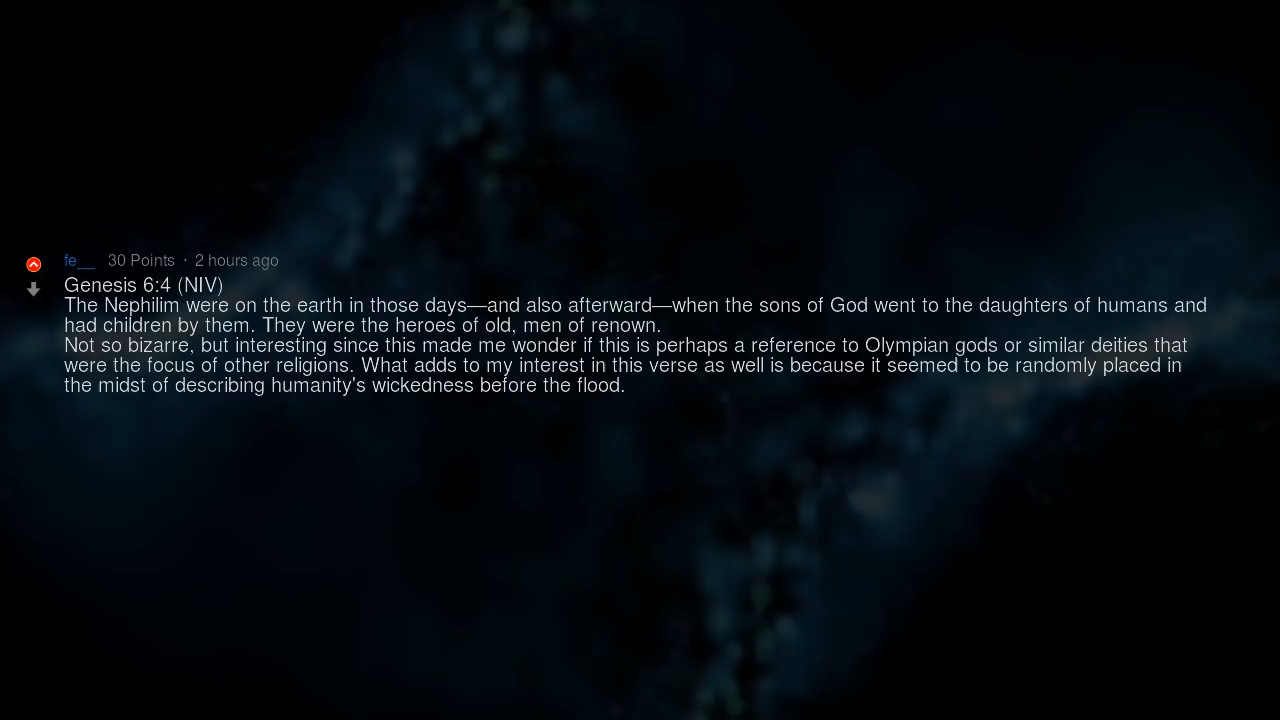 fe__ 30 Points · 2 hours ago
Genesis 6:4 (NIV)
The Nephilim were on the earth in those days—and also afterward—when the sons of God went to the daughters of humans and
had children by them. They were the heroes of old, men of renown.
Not so bizarre, but interesting since this made me wonder if this is perhaps a reference to Olympian gods or similar deities that
were the focus of other religions. What adds to my interest in this verse as well is because it seemed to be randomly placed in
the midst of describing humanity's wickedness before the flood.